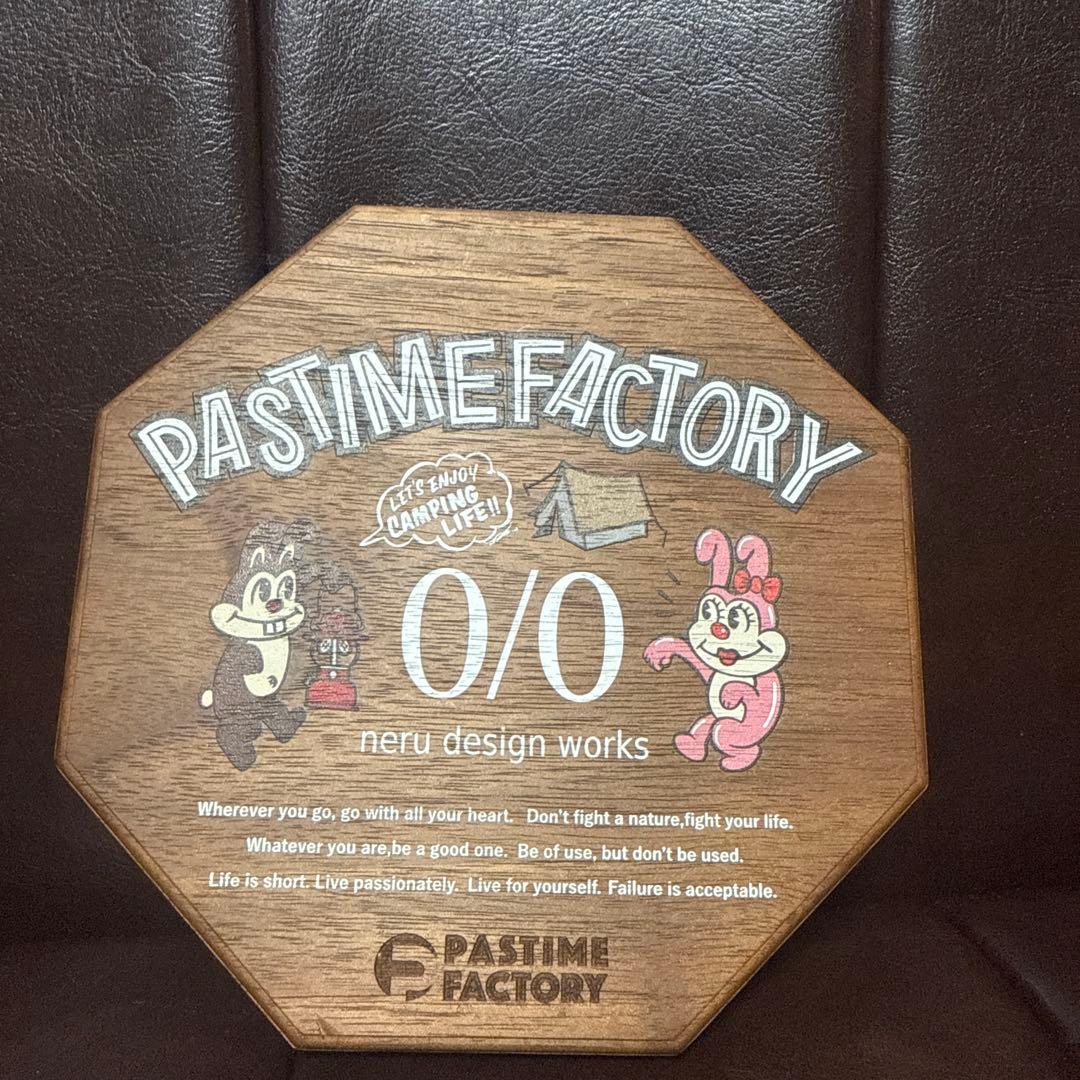 PASTIME FACTORY
LET'S ENJOY
CAMPING
LIFE!!
0/0
neru design works
Wherever you go, go with all your heart. Don't fight a nature,fight your life.
Whatever you are,be a good one. Be of use, but don't be used.
Life is short. Live passionately. Live for yourself. Failure is acceptable.
PASTIME
FACTORY